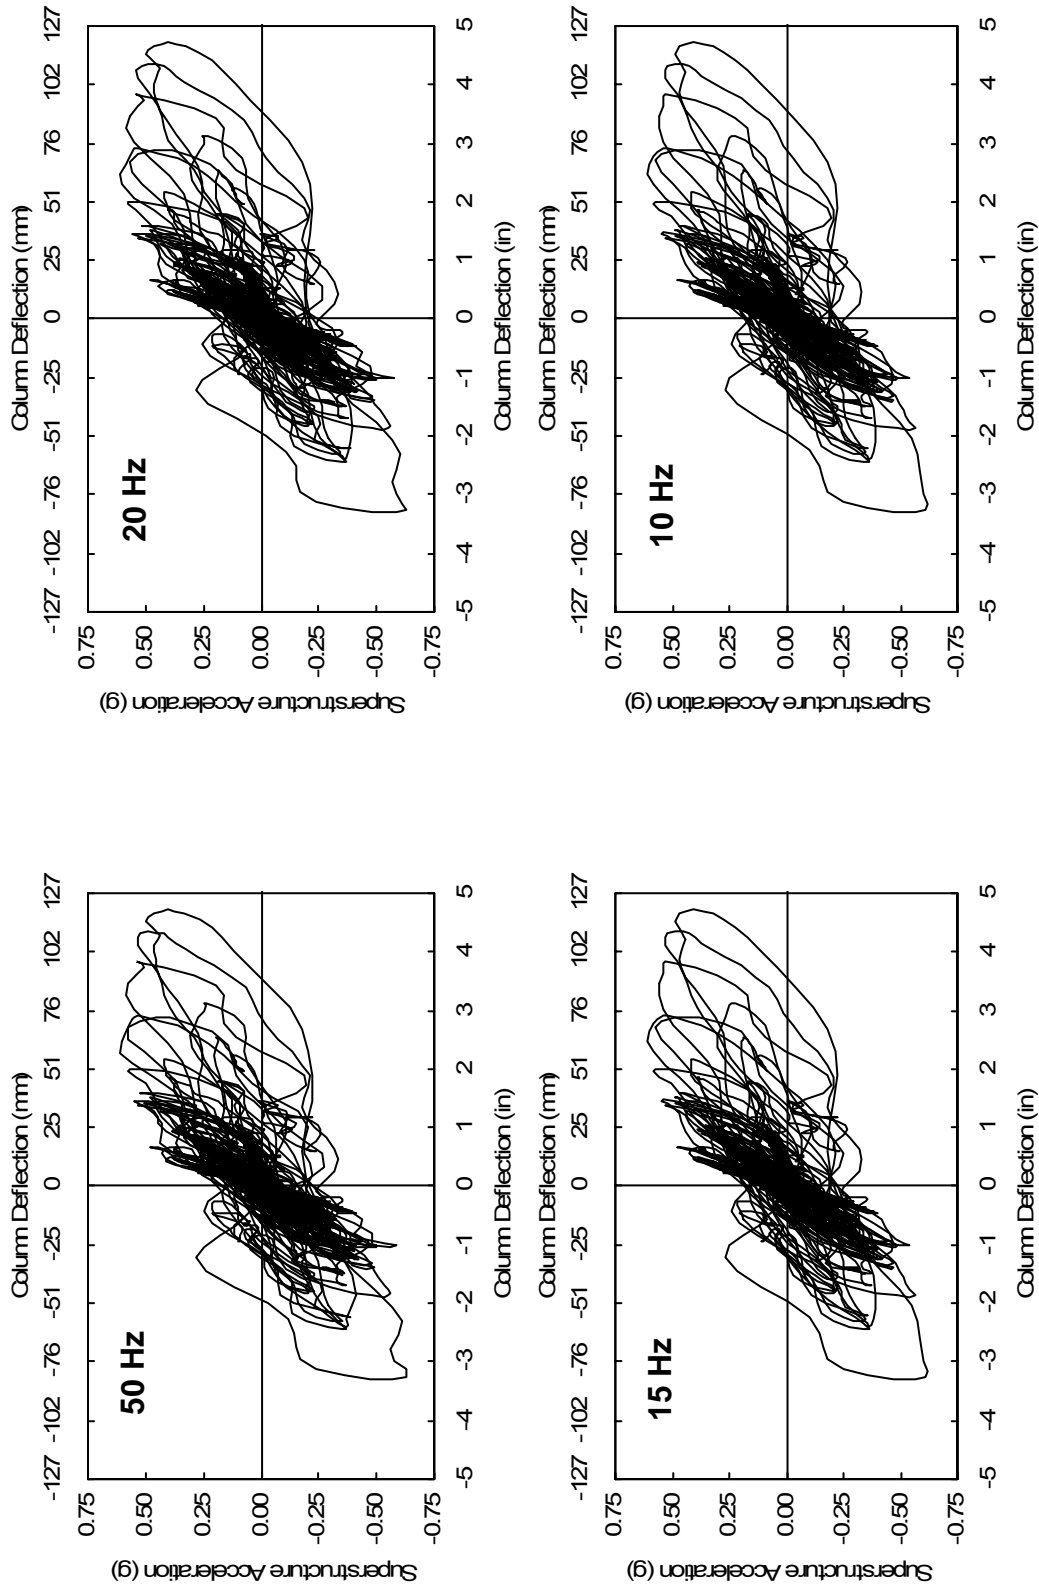 Column Deflection (mm)
-127 -102 -76 -51 -25 0 25 51 76 102 127
Superstructure Acceleration (g)
0.75
0.50
0.25
0.00
-0.25
-0.50
-0.75
50 Hz
-5 -4 -3 -2 -1 0 1 2 3 4 5
Column Deflection (in)
Column Deflection (mm)
-127 -102 -76 -51 -25 0 25 51 76 102 127
Superstructure Acceleration (g)
0.75
0.50
0.25
0.00
-0.25
-0.50
-0.75
20 Hz
-5 -4 -3 -2 -1 0 1 2 3 4 5
Column Deflection (in)
Column Deflection (mm)
-127 -102 -76 -51 -25 0 25 51 76 102 127
Superstructure Acceleration (g)
0.75
0.50
0.25
0.00
-0.25
-0.50
-0.75
15 Hz
-5 -4 -3 -2 -1 0 1 2 3 4 5
Column Deflection (in)
Column Deflection (mm)
-127 -102 -76 -51 -25 0 25 51 76 102 127
Superstructure Acceleration (g)
0.75
0.50
0.25
0.00
-0.25
-0.50
-0.75
10 Hz
-5 -4 -3 -2 -1 0 1 2 3 4 5
Column Deflection (in)